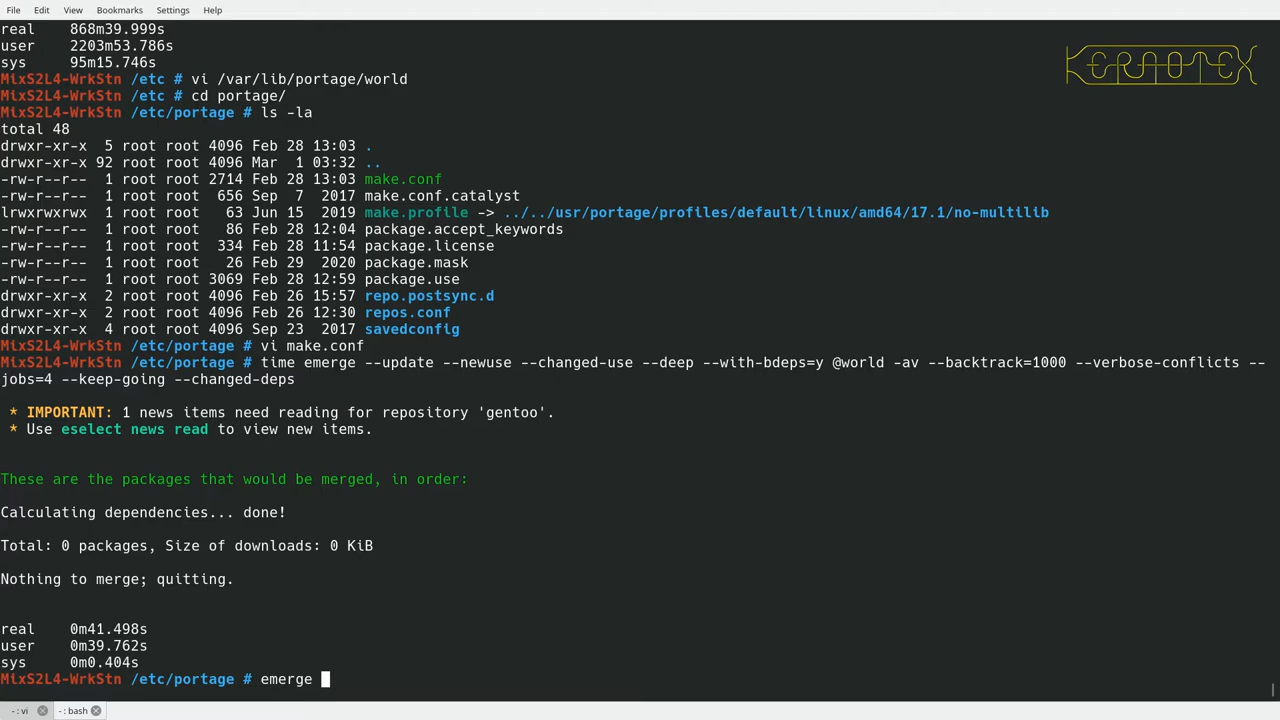 File Edit View Bookmarks Settings Help
real    868m39.999s
user    2203m53.786s
sys     95m15.746s
MixS2L4-WrkStn /etc # vi /var/lib/portage/world
MixS2L4-WrkStn /etc # cd portage/
MixS2L4-WrkStn /etc/portage # ls -la
total 48
drwxr-xr-x  5 root root 4096 Feb 28 13:03 .
drwxr-xr-x 92 root root 4096 Mar  1 03:32 ..
-rw-r--r--  1 root root 2714 Feb 28 13:03 make.conf
-rw-r--r--  1 root root  656 Sep  7  2017 make.conf.catalyst
lrwxrwxrwx  1 root root   63 Jun 15  2019 make.profile -> ../../usr/portage/profiles/default/linux/amd64/17.1/no-multilib
-rw-r--r--  1 root root   86 Feb 28 12:04 package.accept_keywords
-rw-r--r--  1 root root  334 Feb 28 11:54 package.license
-rw-r--r--  1 root root   26 Feb 29  2020 package.mask
-rw-r--r--  1 root root 3069 Feb 28 12:59 package.use
drwxr-xr-x  2 root root 4096 Feb 26 15:57 repo.postsync.d
drwxr-xr-x  2 root root 4096 Feb 26 12:30 repos.conf
drwxr-xr-x  4 root root 4096 Sep 23  2017 savedconfig
MixS2L4-WrkStn /etc/portage # vi make.conf
MixS2L4-WrkStn /etc/portage # time emerge --update --newuse --changed-use --deep --with-bdeps=y @world -av --backtrack=1000 --verbose-conflicts --
jobs=4 --keep-going --changed-deps
 * IMPORTANT: 1 news items need reading for repository 'gentoo'.
 * Use eselect news read to view new items.
These are the packages that would be merged, in order:
Calculating dependencies... done!
Total: 0 packages, Size of downloads: 0 KiB
Nothing to merge; quitting.
real    0m41.498s
user    0m39.762s
sys     0m0.404s
MixS2L4-WrkStn /etc/portage # emerge
- : vi - : bash